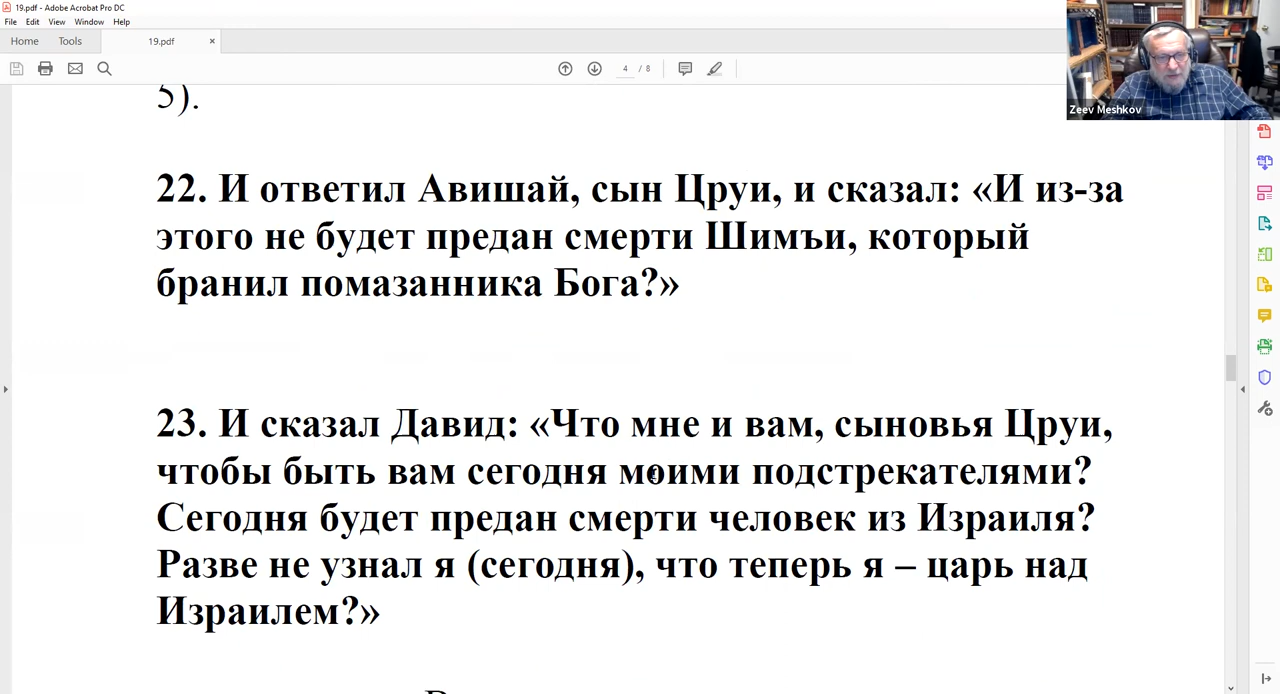 19.pdf - Adobe Acrobat Pro DC
File Edit View Window Help
Home Tools 19.pdf ×
4 / 8
Zeev Meshkov
5).
22. И ответил Авишай, сын Цруи, и сказал: «И из-за
этого не будет предан смерти Шимъи, который
бранил помазанника Бога?»
23. И сказал Давид: «Что мне и вам, сыновья Цруи,
чтобы быть вам сегодня моими подстрекателями?
Сегодня будет предан смерти человек из Израиля?
Разве не узнал я (сегодня), что теперь я – царь над
Израилем?»